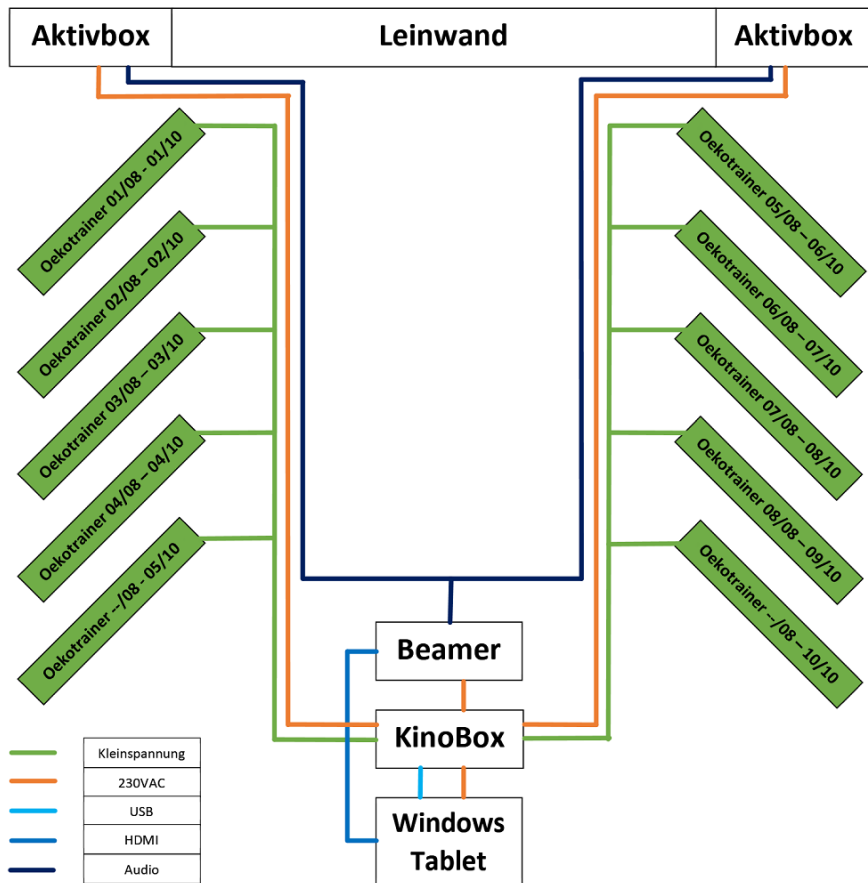 Aktivbox
Leinwand
Aktivbox
Oekotrainer 01/08 - 01/10
Oekotrainer 02/08 – 02/10
Oekotrainer 03/08 – 03/10
Oekotrainer 04/08 – 04/10
Oekotrainer --/08 - 05/10
Oekotrainer 05/08 – 06/10
Oekotrainer 06/08 – 07/10
Oekotrainer 07/08 – 08/10
Oekotrainer 08/08 – 09/10
Oekotrainer --/08 – 10/10
Beamer
KinoBox
Windows
Tablet
Kleinspannung
230VAC
USB
HDMI
Audio